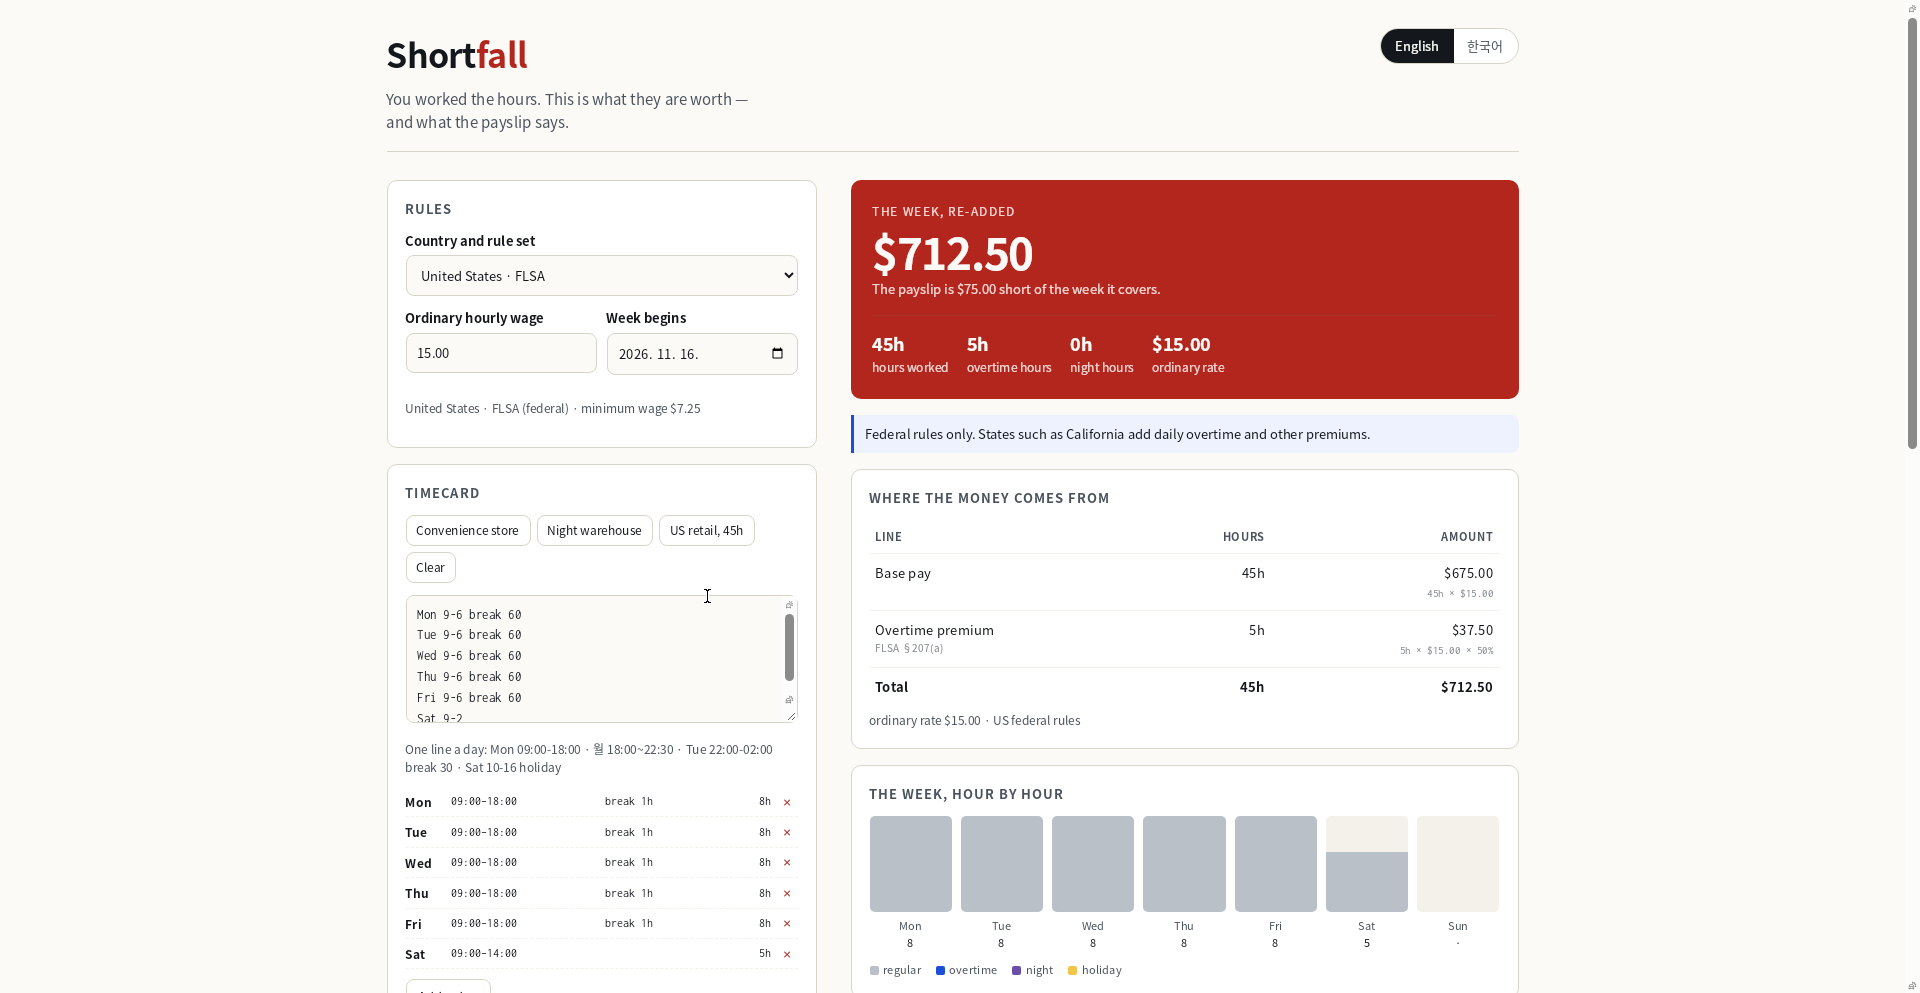 Shortfall
English 한국어
You worked the hours. This is what they are worth —
and what the payslip says.
RULES
Country and rule set
United States · FLSA
Ordinary hourly wage
Week begins
15.00
2026. 11. 16.
United States · FLSA (federal) · minimum wage $7.25
TIMECARD
Convenience store
Night warehouse
US retail, 45h
Clear
Mon 9-6 break 60
Tue 9-6 break 60
Wed 9-6 break 60
Thu 9-6 break 60
Fri 9-6 break 60
Sat 9-2
One line a day: Mon 09:00-18:00 · 월 18:00~22:30 · Tue 22:00-02:00
break 30 · Sat 10-16 holiday
Mon 09:00–18:00 break 1h 8h ×
Tue 09:00–18:00 break 1h 8h ×
Wed 09:00–18:00 break 1h 8h ×
Thu 09:00–18:00 break 1h 8h ×
Fri 09:00–18:00 break 1h 8h ×
Sat 09:00–14:00 5h ×
THE WEEK, RE-ADDED
$712.50
The payslip is $75.00 short of the week it covers.
45h 5h 0h $15.00
hours worked overtime hours night hours ordinary rate
Federal rules only. States such as California add daily overtime and other premiums.
WHERE THE MONEY COMES FROM
LINE HOURS AMOUNT
Base pay 45h $675.00
45h × $15.00
Overtime premium 5h $37.50
FLSA §207(a) 5h × $15.00 × 50%
Total 45h $712.50
ordinary rate $15.00 · US federal rules
THE WEEK, HOUR BY HOUR
Mon Tue Wed Thu Fri Sat Sun
8 8 8 8 8 5 ·
regular overtime night holiday